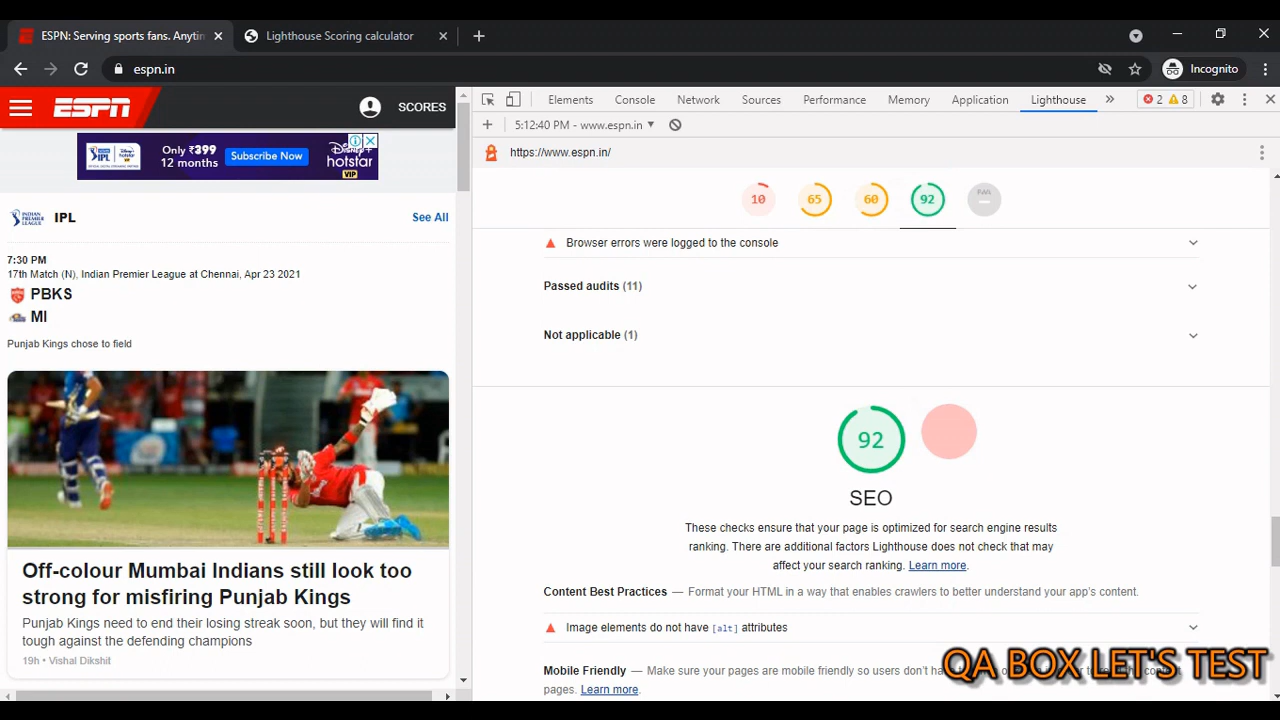 ESPN: Serving sports fans. Anytin
Lighthouse Scoring calculator
espn.in
Incognito
ESPN
SCORES
Only ₹399
12 months
Subscribe Now
IPL
disney+
hotstar
VIP
INDIAN
PREMIER
LEAGUE
IPL
See All
7:30 PM
17th Match (N), Indian Premier League at Chennai, Apr 23 2021
PBKS
MI
Punjab Kings chose to field
Off-colour Mumbai Indians still look too
strong for misfiring Punjab Kings
Punjab Kings need to end their losing streak soon, but they will find it
tough against the defending champions
19h • Vishal Dikshit
Elements
Console
Network
Sources
Performance
Memory
Application
Lighthouse
2
8
5:12:40 PM - www.espn.in
https://www.espn.in/
10
65
60
92
Browser errors were logged to the console
Passed audits (11)
Not applicable (1)
92
SEO
These checks ensure that your page is optimized for search engine results
ranking. There are additional factors Lighthouse does not check that may
affect your search ranking. Learn more.
Content Best Practices — Format your HTML in a way that enables crawlers to better understand your app's content.
Image elements do not have [alt] attributes
Mobile Friendly — Make sure your pages are mobile friendly so users don't
pages. Learn more.
QA BOX LET'S TEST